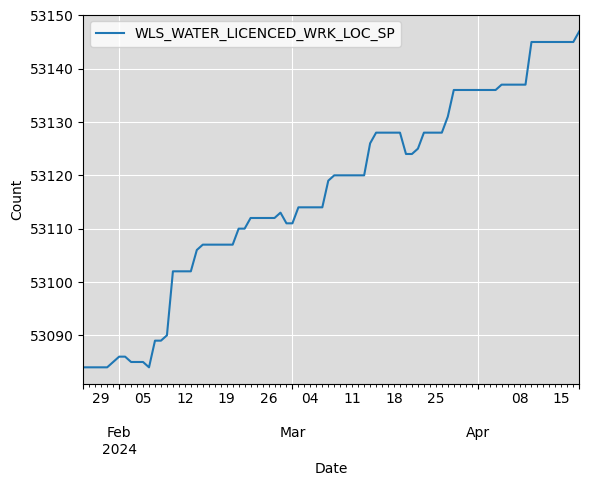 WLS_WATER_LICENCED_WRK_LOC_SP
53150
53140
53130
53120
53110
53100
53090
Count
29 05 12 19 26 04 11 18 25 08 15
Feb Mar Apr
2024
Date